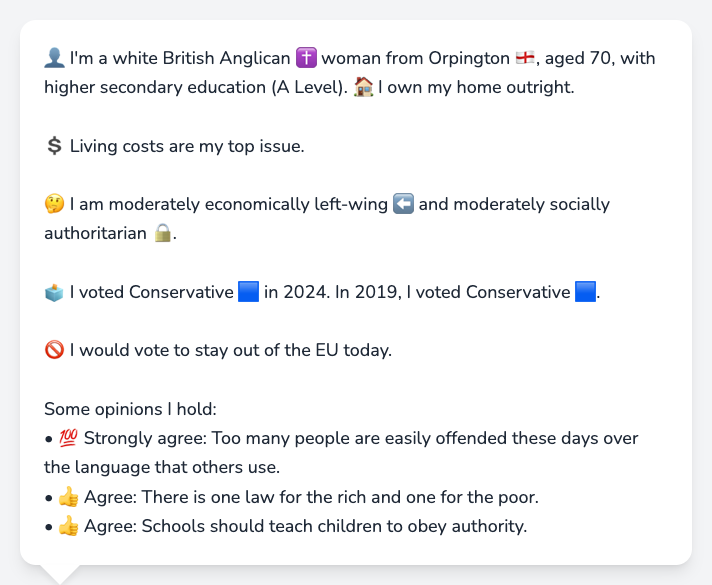 👤 I'm a white British Anglican ✝️ woman from Orpington 🏴󠁧󠁢󠁥󠁮󠁧󠁿, aged 70, with
higher secondary education (A Level). 🏠 I own my home outright.
💲 Living costs are my top issue.
🤔 I am moderately economically left-wing ⬅️ and moderately socially
authoritarian 🔒.
🗳️ I voted Conservative 🟦 in 2024. In 2019, I voted Conservative 🟦.
🚫 I would vote to stay out of the EU today.
Some opinions I hold:
• 💯 Strongly agree: Too many people are easily offended these days over
the language that others use.
• 👍 Agree: There is one law for the rich and one for the poor.
• 👍 Agree: Schools should teach children to obey authority.